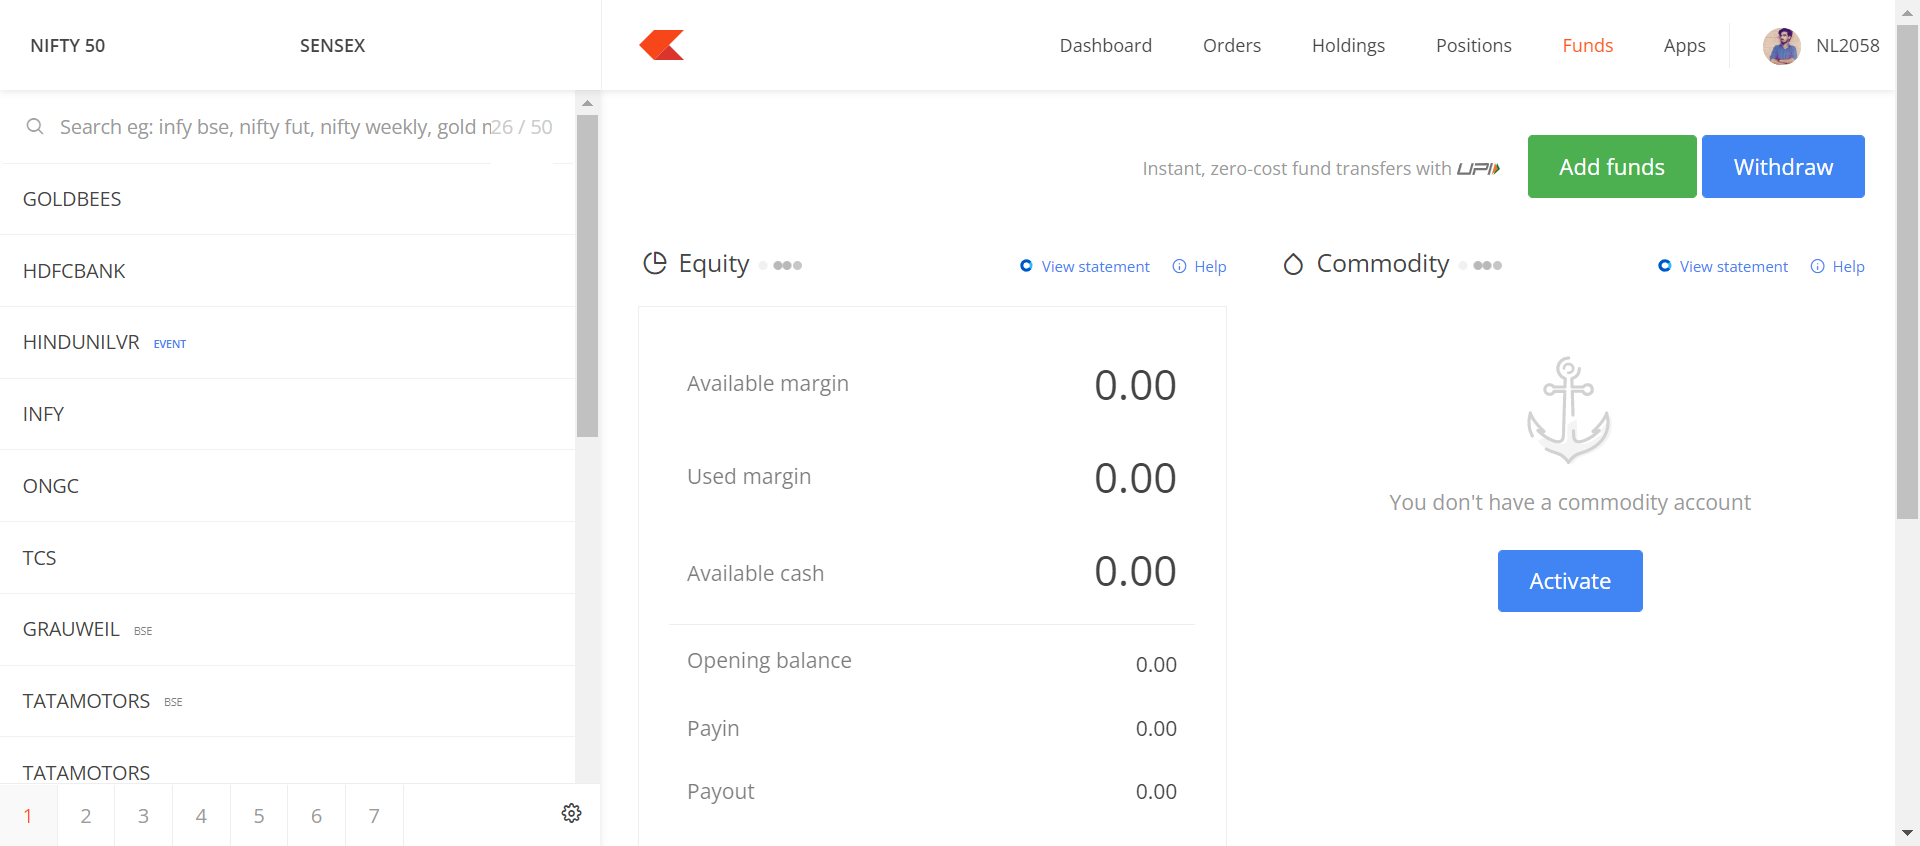 NIFTY 50
SENSEX
Dashboard
Orders
Holdings
Positions
Funds
Apps
NL2058
Search eg: infy bse, nifty fut, nifty weekly, gold
26 / 50
GOLDBEES
HDFCBANK
HINDUNILVR EVENT
INFY
ONGC
TCS
GRAUWEIL BSE
TATAMOTORS BSE
TATAMOTORS
1 2 3 4 5 6 7
Instant, zero-cost fund transfers with UPI
Add funds
Withdraw
Equity
View statement
Help
Available margin 0.00
Used margin 0.00
Available cash 0.00
Opening balance 0.00
Payin 0.00
Payout 0.00
Commodity
View statement
Help
You don't have a commodity account
Activate